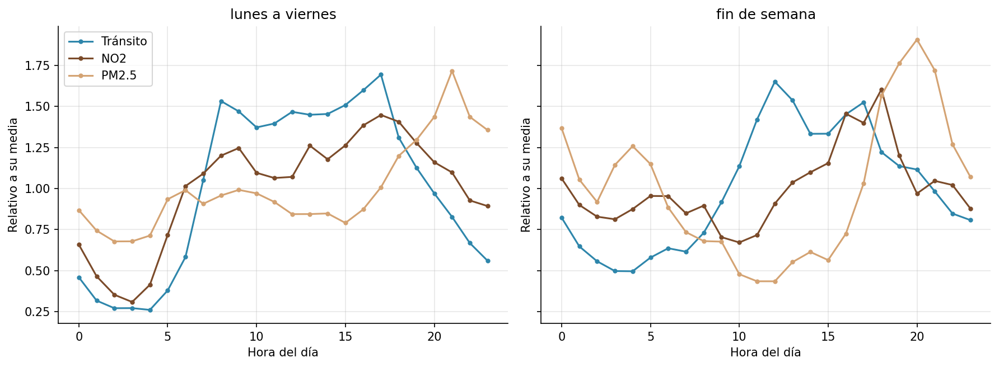 lunes a viernes
Tránsito
NO2
PM2.5
Relativo a su media
1.75
1.50
1.25
1.00
0.75
0.50
0.25
0 5 10 15 20
Hora del día
fin de semana
Relativo a su media
0 5 10 15 20
Hora del día